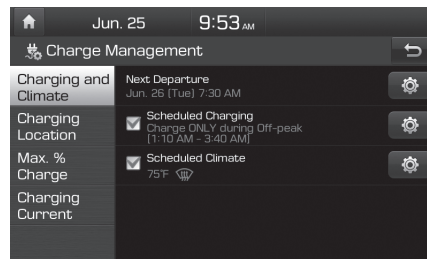 Jun. 25 9:53 AM
Charge Management
Charging and
Climate
Next Departure
Jun. 26 (Tue) 7:30 AM
Charging
Location
Scheduled Charging
Charge ONLY during Off-peak
(1:10 AM - 3:40 AM)
Max. %
Charge
Scheduled Climate
75°F
Charging
Current